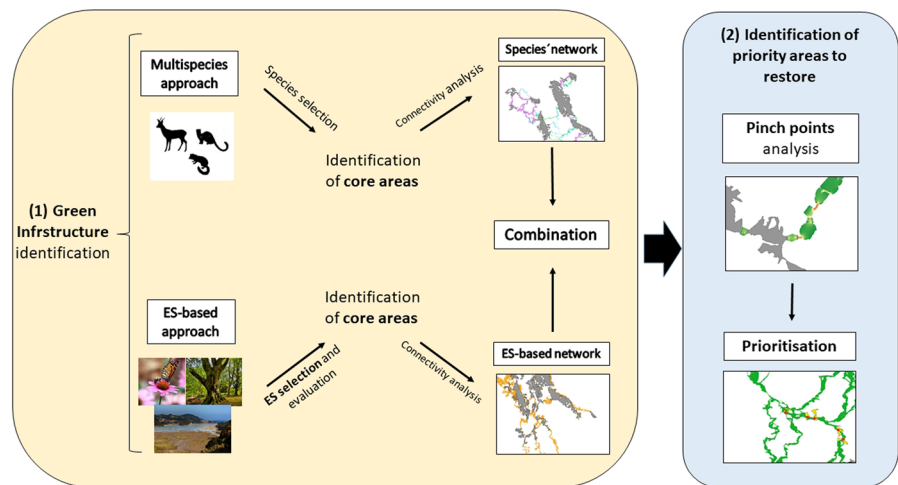 (1) Green
Infrstructure
identification
Multispecies
approach
Species selection
Identification
of core areas
Connectivity analysis
Species´network
Combination
ES-based
approach
ES selection and
evaluation
Identification
of core areas
Connectivity analysis
ES-based network
(2) Identification of
priority areas to
restore
Pinch points
analysis
Prioritisation